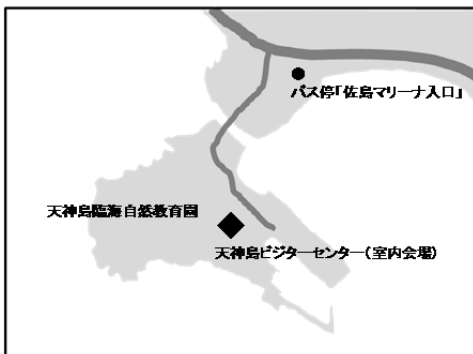 バス停「佐島マリーナ入口」
天神島臨海自然教育園
天神島ビジターセンター(室内会場)